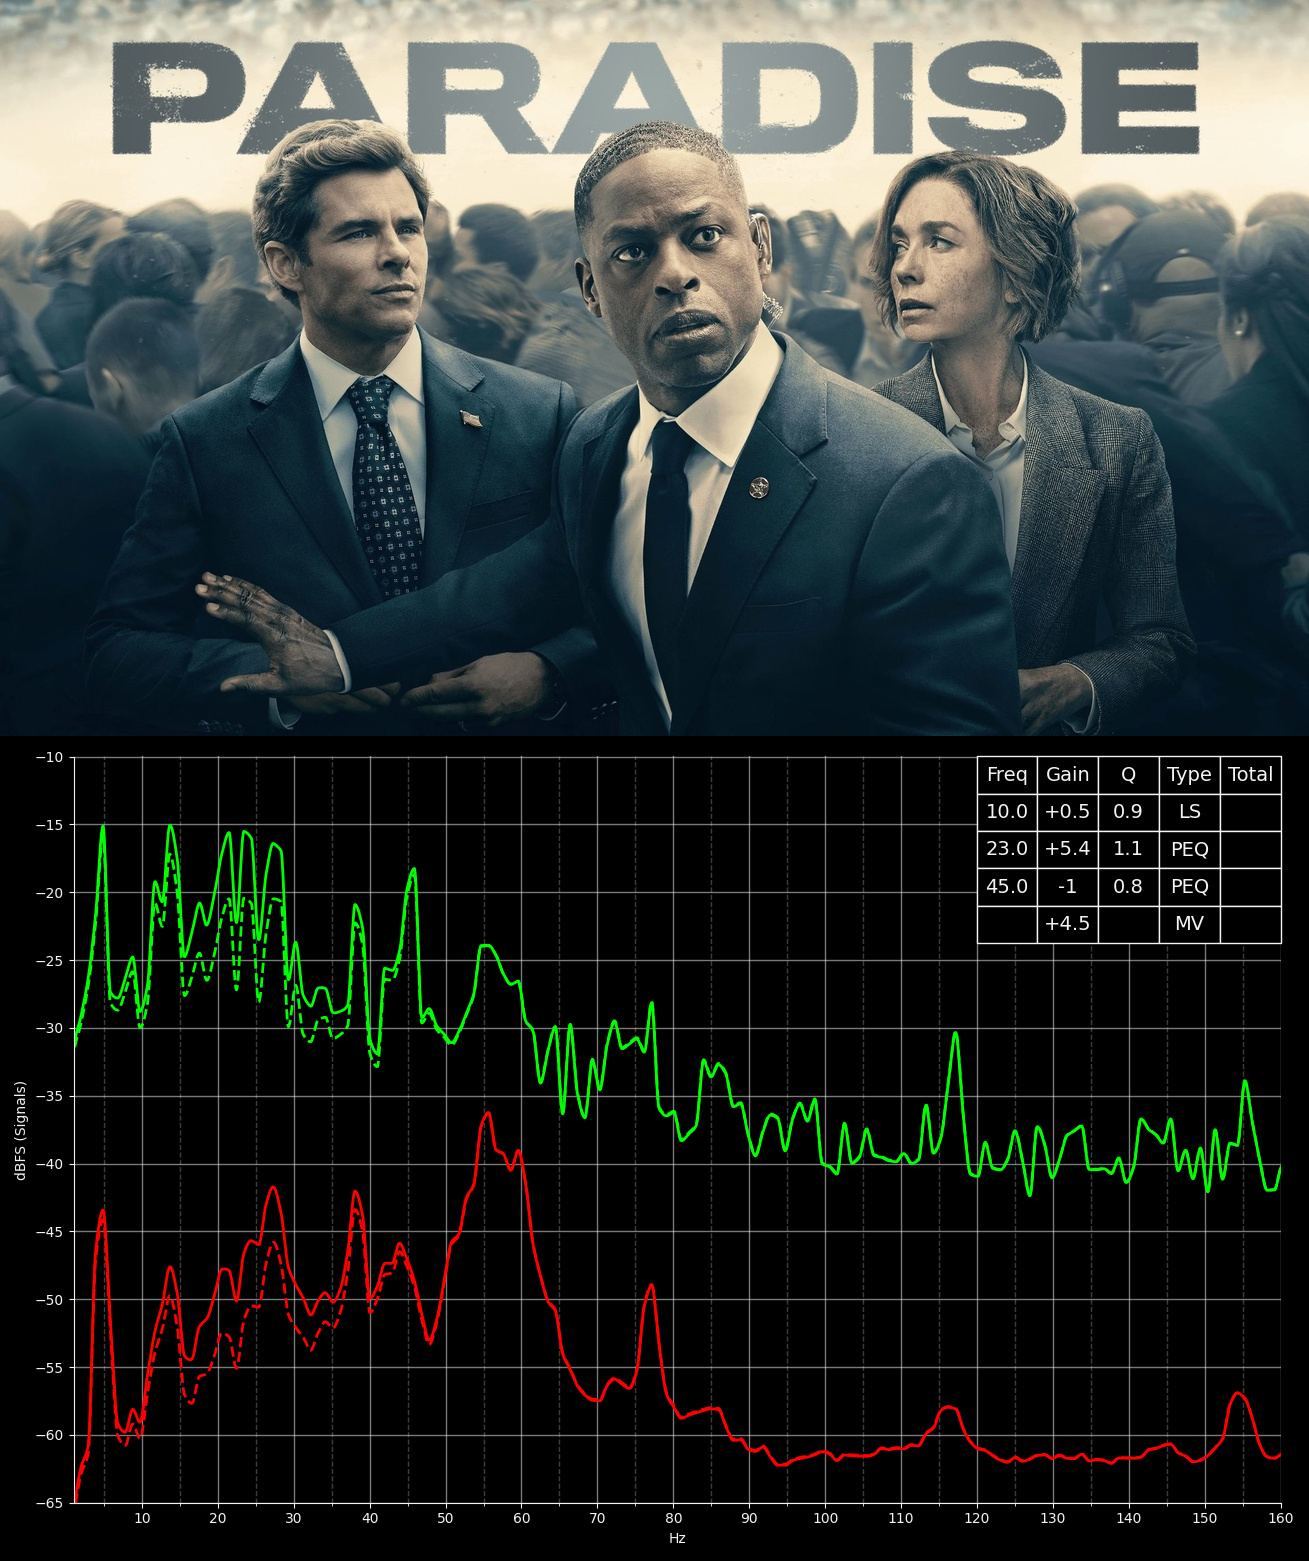 PARADISE
−10
−15
−20
−25
−30
−35
−40
−45
−50
−55
−60
−65
dBFS (Signals)
Freq Gain Q Type Total
10.0 +0.5 0.9 LS
23.0 +5.4 1.1 PEQ
45.0 -1 0.8 PEQ
+4.5 MV
10 20 30 40 50 60 70 80 90 100 110 120 130 140 150 160
Hz